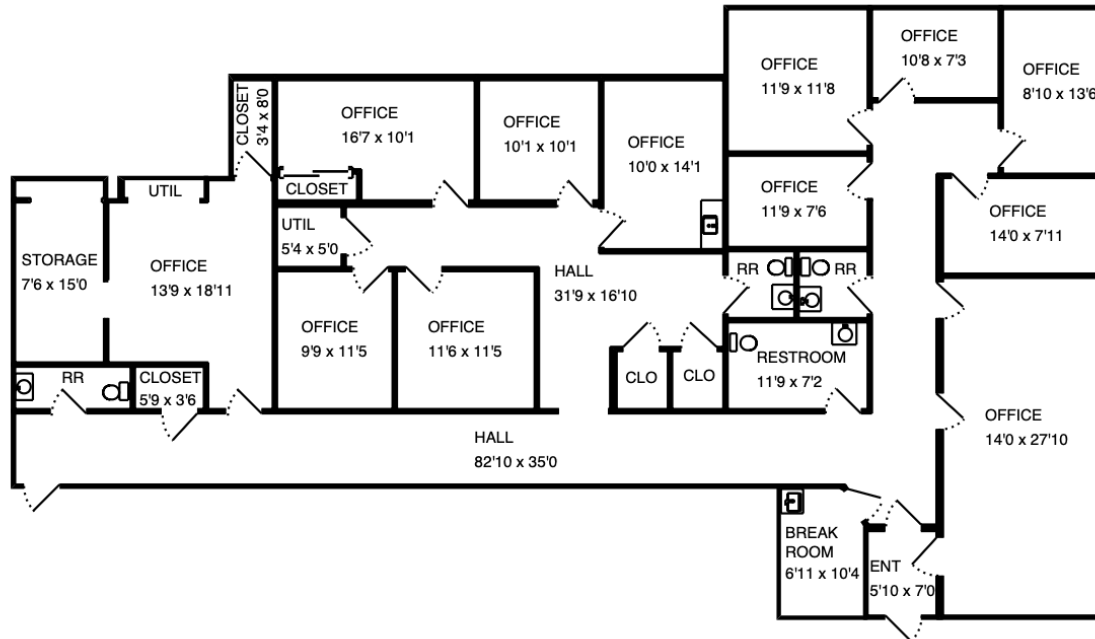 OFFICE
10'8 x 7'3
OFFICE
11'9 x 11'8
OFFICE
8'10 x 13'6
CLOSET
3'4 x 8'0
OFFICE
16'7 x 10'1
OFFICE
10'1 x 10'1
OFFICE
10'0 x 14'1
UTIL
CLOSET
OFFICE
11'9 x 7'6
OFFICE
14'0 x 7'11
UTIL
5'4 x 5'0
STORAGE
7'6 x 15'0
OFFICE
13'9 x 18'11
HALL
31'9 x 16'10
RR
RR
OFFICE
9'9 x 11'5
OFFICE
11'6 x 11'5
RESTROOM
11'9 x 7'2
RR
CLOSET
5'9 x 3'6
CLO
CLO
OFFICE
14'0 x 27'10
HALL
82'10 x 35'0
BREAK
ROOM
6'11 x 10'4
ENT
5'10 x 7'0